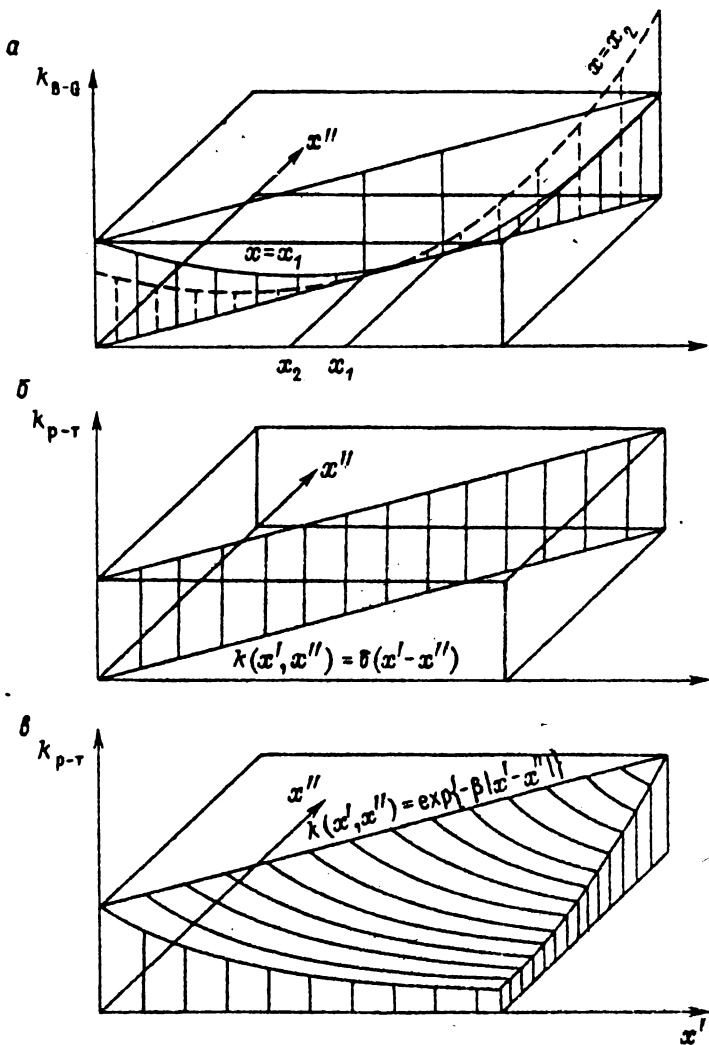 а
k_{B-G}
x = x_2
x''
x = x_1
x_2 x_1
б
k_{p-т}
x''
k(x', x'') = δ(x' - x'')
в
k_{p-т}
x''
k(x', x'') = exp{-β|x' - x''|}
x'